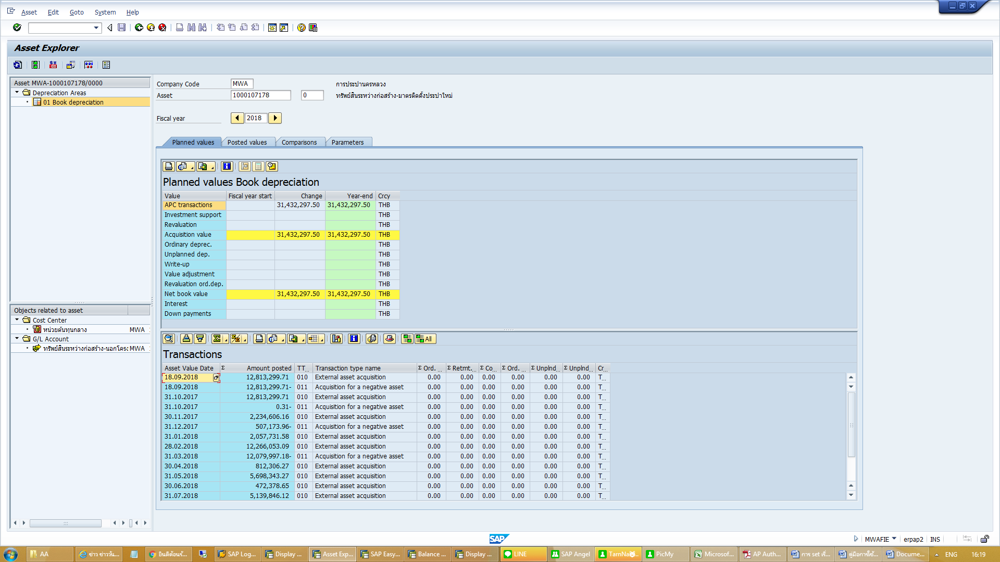 Asset Edit Goto System Help
Asset Explorer
Asset MWA-1000107178/0000
Depreciation Areas
01 Book depreciation
Company Code MWA การประปานครหลวง
Asset 1000107178 0 ทรัพย์สินระหว่างก่อสร้าง-มาตรติดตั้งประปาใหม่
Fiscal year 2018
Planned values Posted values Comparisons Parameters
Planned values Book depreciation
Value Fiscal year start Change Year-end Crcy
APC transactions 31,432,297.50 31,432,297.50 THB
Investment support THB
Revaluation THB
Acquisition value 31,432,297.50 31,432,297.50 THB
Ordinary deprec. THB
Unplanned dep. THB
Write-up THB
Value adjustment THB
Revaluation ord.dep. THB
Net book value 31,432,297.50 31,432,297.50 THB
Interest THB
Down payments THB
Objects related to asset
Cost Center
หน่วยต้นทุนกลาง MWA
G/L Account
ทรัพย์สินระหว่างก่อสร้าง-นอกโครง MWA
All
Transactions
Asset Value Date Σ Amount posted TT... Transaction type name Σ Ord. ... Σ Retmt.... Σ Co... Σ Ord. ... Σ Unplnd... Σ Unplnd... Cr...
18.09.2018 12,813,299.71 010 External asset acquisition 0.00 0.00 0.00 0.00 0.00 0.00 T...
18.09.2018 12,813,299.71- 011 Acquisition for a negative asset 0.00 0.00 0.00 0.00 0.00 0.00 T...
31.10.2017 12,813,299.71 010 External asset acquisition 0.00 0.00 0.00 0.00 0.00 0.00 T...
31.10.2017 0.31- 011 Acquisition for a negative asset 0.00 0.00 0.00 0.00 0.00 0.00 T...
30.11.2017 2,234,606.16 010 External asset acquisition 0.00 0.00 0.00 0.00 0.00 0.00 T...
31.12.2017 507,173.96- 011 Acquisition for a negative asset 0.00 0.00 0.00 0.00 0.00 0.00 T...
31.01.2018 2,057,731.58 010 External asset acquisition 0.00 0.00 0.00 0.00 0.00 0.00 T...
28.02.2018 12,266,053.09 010 External asset acquisition 0.00 0.00 0.00 0.00 0.00 0.00 T...
31.03.2018 12,079,997.18- 011 Acquisition for a negative asset 0.00 0.00 0.00 0.00 0.00 0.00 T...
30.04.2018 812,306.27 010 External asset acquisition 0.00 0.00 0.00 0.00 0.00 0.00 T...
31.05.2018 5,698,343.27 010 External asset acquisition 0.00 0.00 0.00 0.00 0.00 0.00 T...
30.06.2018 472,378.65 010 External asset acquisition 0.00 0.00 0.00 0.00 0.00 0.00 T...
31.07.2018 5,139,846.12 010 External asset acquisition 0.00 0.00 0.00 0.00 0.00 0.00 T...
SAP MWAFIE erpap2 INS
AA ข่าว ข่าววัน... ยินดีต้อนรั... SAP Log... Display ... Asset Exp... SAP Easy... Balance ... Display ... LINE SAP Angel PicMy Microsof... AP Auth... การ set เรื่... คู่มือการใช้... Docume... ENG 16:19